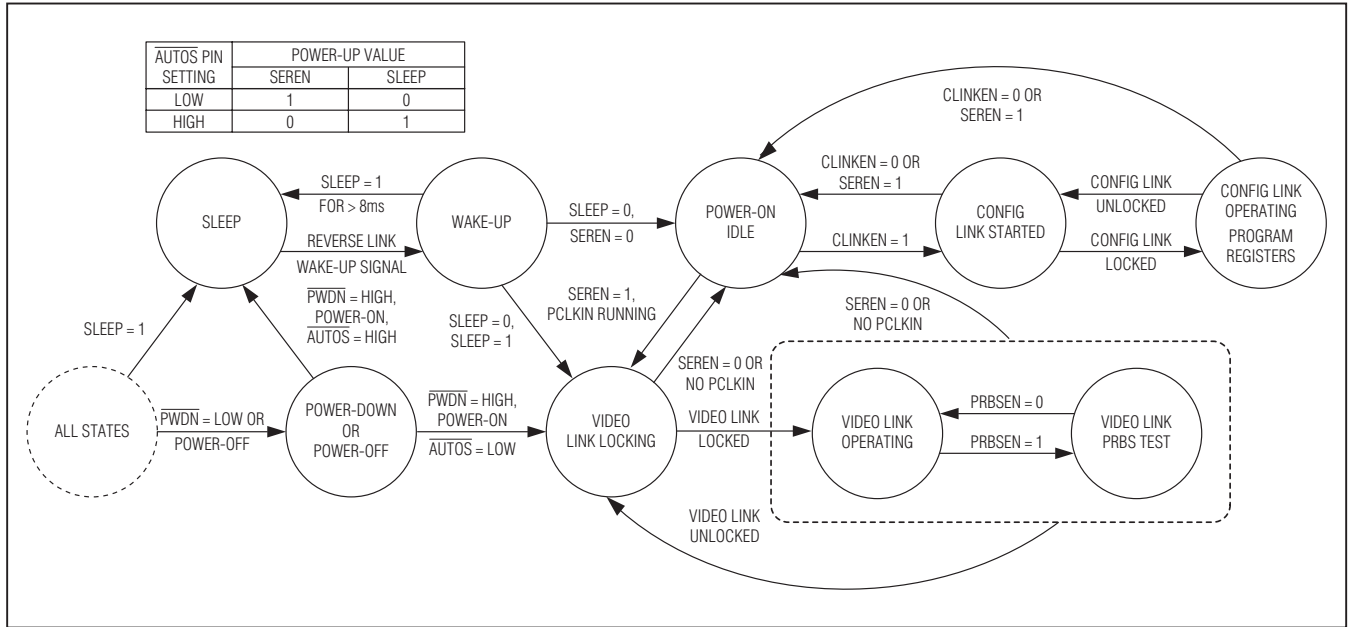 AUTOS PIN
SETTING
POWER-UP VALUE
SEREN
SLEEP
LOW
1
0
HIGH
0
1
CLINKEN = 0 OR
SEREN = 1
SLEEP
SLEEP = 1
FOR > 8ms
REVERSE LINK
WAKE-UP SIGNAL
WAKE-UP
SLEEP = 0,
SEREN = 0
POWER-ON
IDLE
CLINKEN = 0 OR
SEREN = 1
CLINKEN = 1
CONFIG
LINK STARTED
CONFIG LINK
UNLOCKED
CONFIG LINK
LOCKED
CONFIG LINK
OPERATING
PROGRAM
REGISTERS
SLEEP = 1
PWDN = HIGH,
POWER-ON,
AUTOS = HIGH
SLEEP = 0,
SLEEP = 1
SEREN = 1,
PCLKIN RUNNING
SEREN = 0 OR
NO PCLKIN
SEREN = 0 OR
NO PCLKIN
ALL STATES
PWDN = LOW OR
POWER-OFF
POWER-DOWN
OR
POWER-OFF
PWDN = HIGH,
POWER-ON
AUTOS = LOW
VIDEO
LINK LOCKING
VIDEO LINK
LOCKED
VIDEO LINK
OPERATING
PRBSEN = 0
PRBSEN = 1
VIDEO LINK
PRBS TEST
VIDEO LINK
UNLOCKED